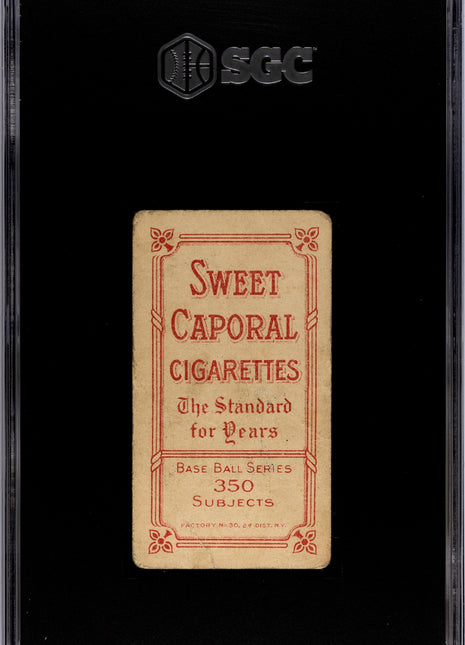 SGC
SWEET
CAPORAL
CIGARETTES
The Standard
for Years
BASE BALL SERIES
350
SUBJECTS
FACTORY No 30, 2d DIST. N.Y.